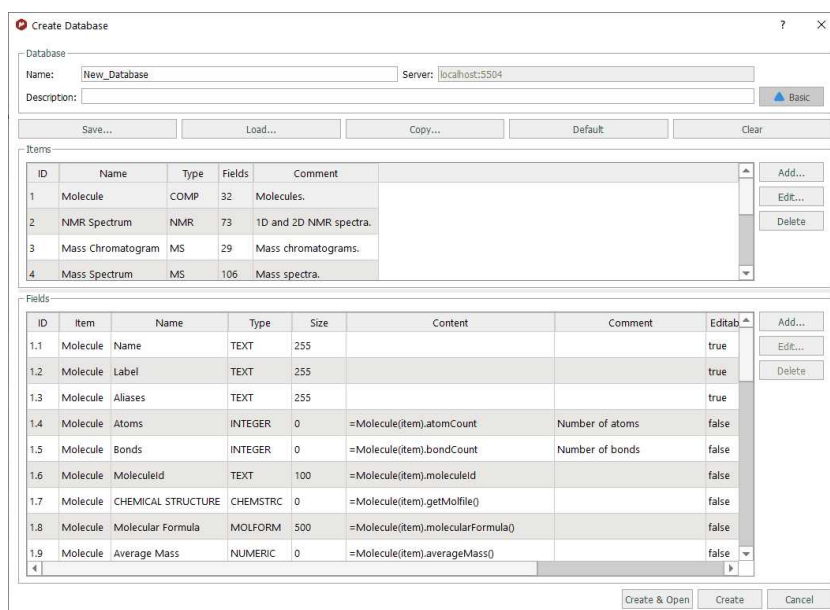 Create Database ? ×
Database
Name: New_Database Server: localhost:5504
Description: Basic
Save... Load... Copy... Default Clear
Items
ID Name Type Fields Comment Add...
1 Molecule COMP 32 Molecules. Edit...
2 NMR Spectrum NMR 73 1D and 2D NMR spectra. Delete
3 Mass Chromatogram MS 29 Mass chromatograms.
4 Mass Spectrum MS 106 Mass spectra.
Fields
ID Item Name Type Size Content Comment Editab Add...
1.1 Molecule Name TEXT 255 true Edit...
1.2 Molecule Label TEXT 255 true Delete
1.3 Molecule Aliases TEXT 255 true
1.4 Molecule Atoms INTEGER 0 =Molecule(item).atomCount Number of atoms false
1.5 Molecule Bonds INTEGER 0 =Molecule(item).bondCount Number of bonds false
1.6 Molecule MoleculeId TEXT 100 =Molecule(item).moleculeId false
1.7 Molecule CHEMICAL STRUCTURE CHEMSTRC 0 =Molecule(item).getMolfile() false
1.8 Molecule Molecular Formula MOLFORM 500 =Molecule(item).molecularFormula() false
1.9 Molecule Average Mass NUMERIC 0 =Molecule(item).averageMass() false
Create & Open Create Cancel